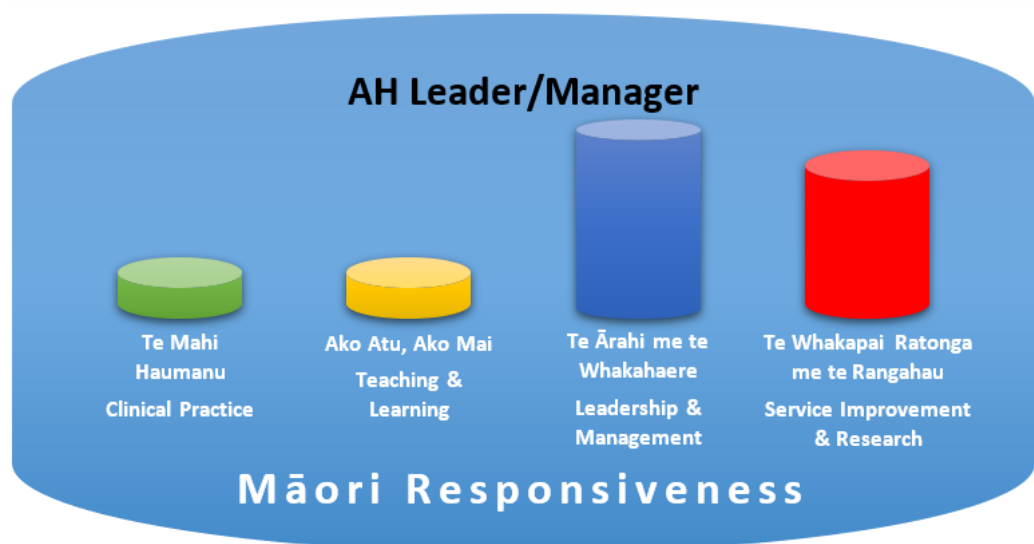 AH Leader/Manager
Te Mahi
Haumanu
Clinical Practice
Ako Atu, Ako Mai
Teaching &
Learning
Te Ārahi me te
Whakahaere
Leadership &
Management
Te Whakapai Ratonga
me te Rangahau
Service Improvement
& Research
Māori Responsiveness